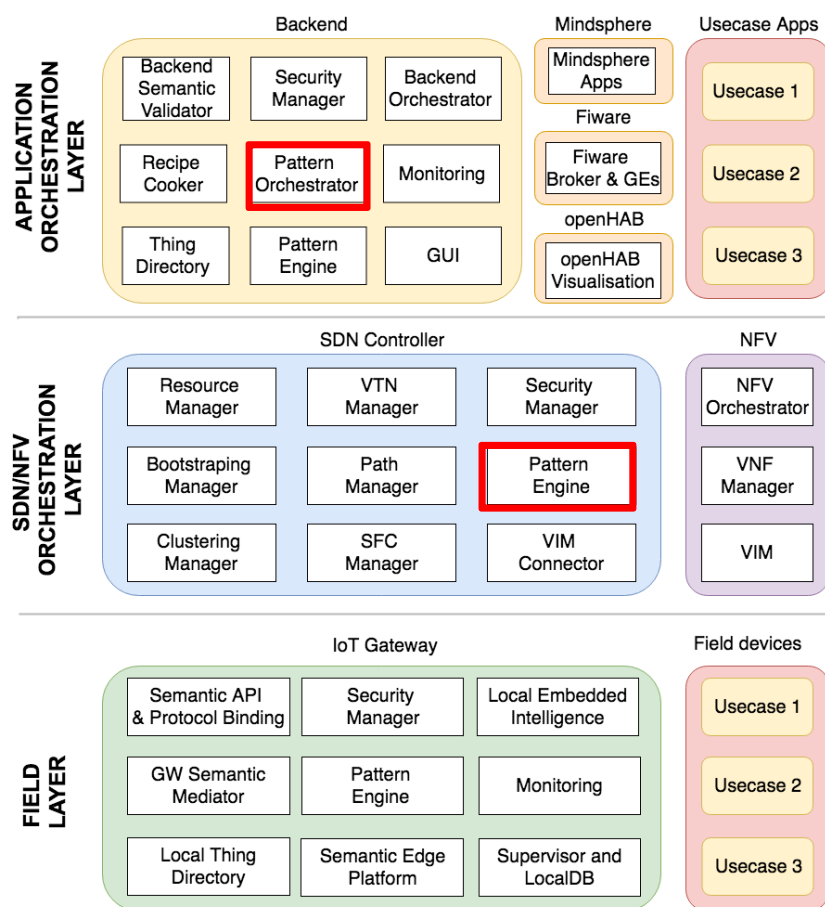 APPLICATION
ORCHESTRATION
LAYER
Backend
Backend
Semantic
Validator
Security
Manager
Backend
Orchestrator
Recipe
Cooker
Pattern
Orchestrator
Monitoring
Thing
Directory
Pattern
Engine
GUI
Mindsphere
Mindsphere
Apps
Fiware
Fiware
Broker & GEs
openHAB
openHAB
Visualisation
Usecase Apps
Usecase 1
Usecase 2
Usecase 3
SDN/NFV
ORCHESTRATION
LAYER
SDN Controller
Resource
Manager
VTN
Manager
Security
Manager
Bootstraping
Manager
Path
Manager
Pattern
Engine
Clustering
Manager
SFC
Manager
VIM
Connector
NFV
NFV
Orchestrator
VNF
Manager
VIM
FIELD
LAYER
IoT Gateway
Semantic API
& Protocol Binding
Security
Manager
Local Embedded
Intelligence
GW Semantic
Mediator
Pattern
Engine
Monitoring
Local Thing
Directory
Semantic Edge
Platform
Supervisor and
LocalDB
Field devices
Usecase 1
Usecase 2
Usecase 3